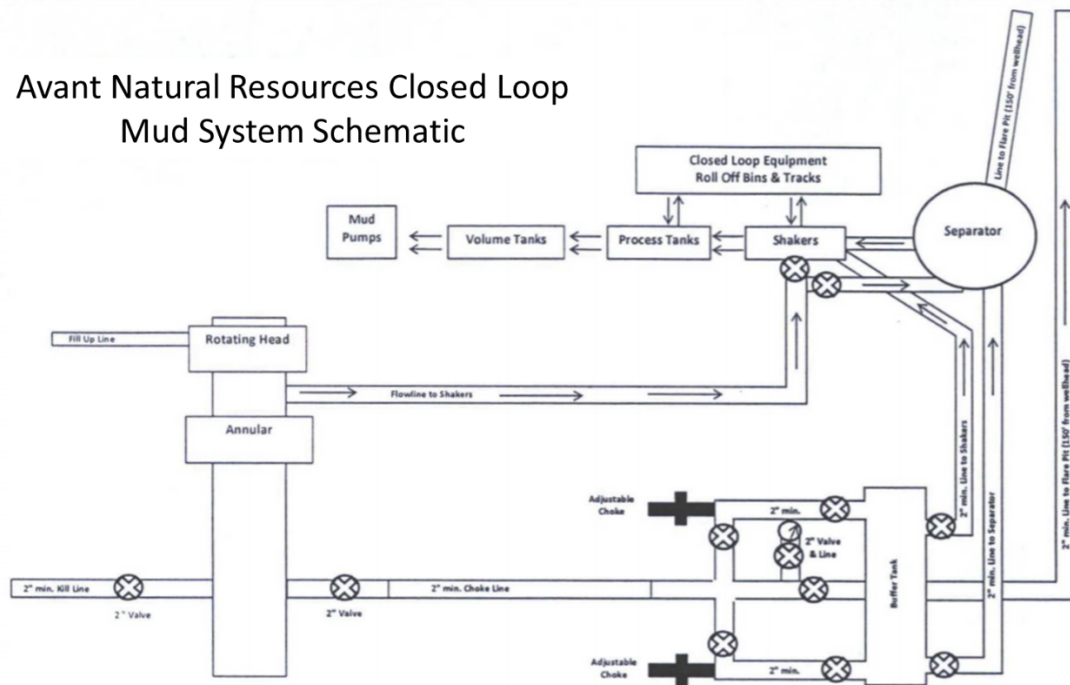 Avant Natural Resources Closed Loop
Mud System Schematic
Line to Flare Pit (150' from wellhead)
Closed Loop Equipment
Roll Off Bins & Tracks
Mud
Pumps
Volume Tanks
Process Tanks
Shakers
Separator
Fill Up Line
Rotating Head
Flowline to Shakers
Annular
2" min. Line to Shakers
2" min. Line to Separator
2" min. Line to Flare Pit (150' from wellhead)
Adjustable
Choke
2" min.
2" Valve
& Line
Buffer Tank
2" min. Kill Line
2" Valve
2" Valve
2" min. Choke Line
Adjustable
Choke
2" min.